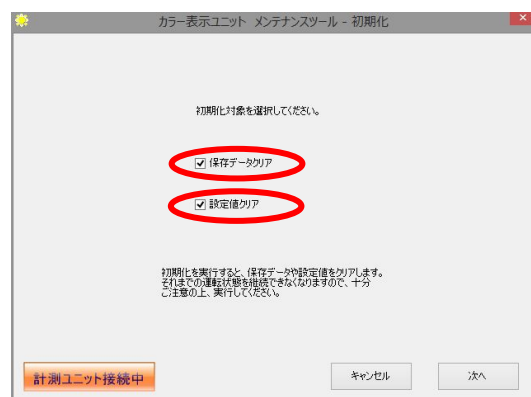 カラー表示ユニット メンテナンスツール - 初期化
初期化対象を選択してください。
保存データクリア
設定値クリア
初期化を実行すると、保存データや設定値をクリアします。
それまでの運転状態を継続できなくなりますので、十分
ご注意の上、実行してください。
計測ユニット接続中
キャンセル
次へ